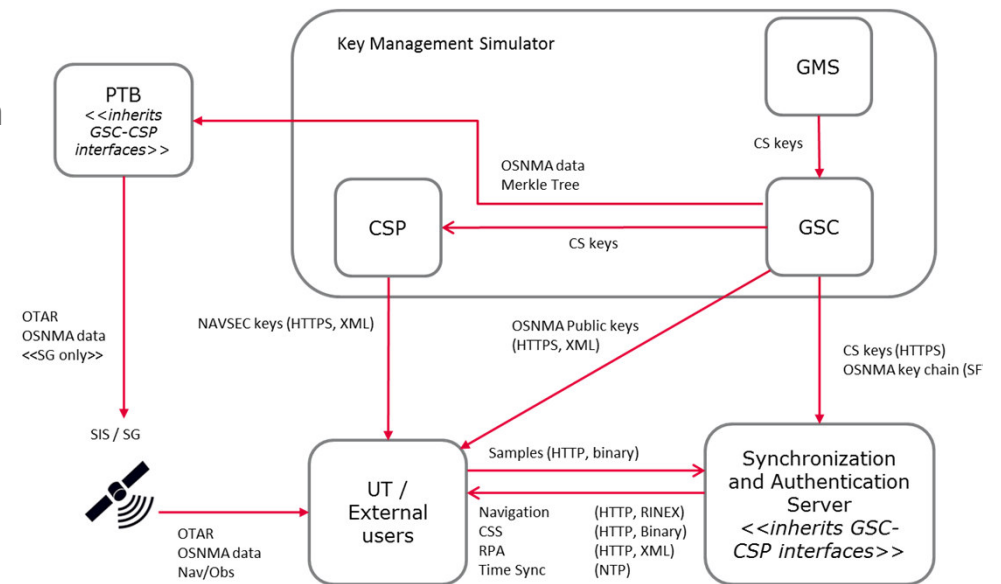 Key Management Simulator
GMS
PTB
<<inherits
GSC-CSP
interfaces>>
CS keys
OSNMA data
Merkle Tree
CSP
GSC
CS keys
OTAR
OSNMA data
<<SG only>>
NAVSEC keys (HTTPS, XML)
OSNMA Public keys
(HTTPS, XML)
CS keys (HTTPS)
OSNMA key chain (SF
SIS / SG
Samples (HTTP, binary)
UT /
External
users
Synchronization
and Authentication
Server
<<inherits GSC-
CSP interfaces>>
Navigation (HTTP, RINEX)
CSS (HTTP, Binary)
RPA (HTTP, XML)
Time Sync (NTP)
OTAR
OSNMA data
Nav/Obs